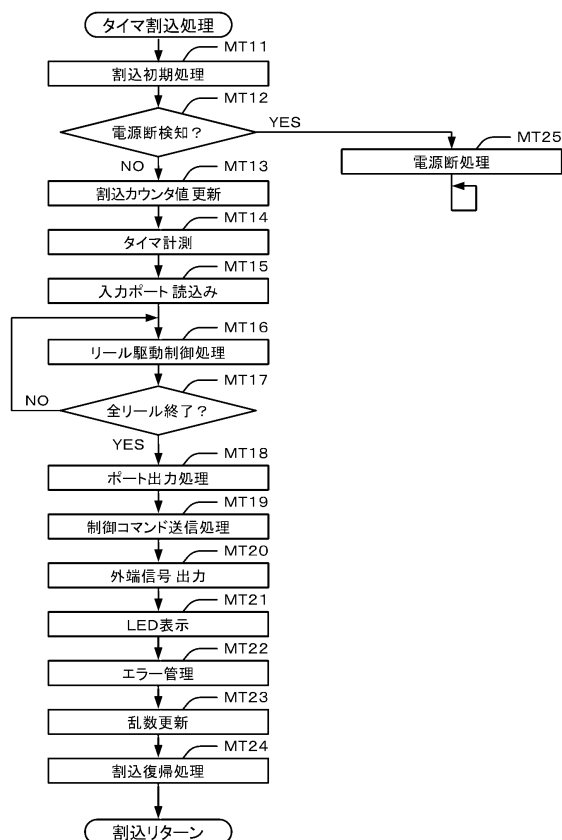 タイマ割込処理
MT11
割込初期処理
MT12
電源断検知？
YES
MT25
電源断処理
NO
MT13
割込カウンタ値 更新
MT14
タイマ計測
MT15
入力ポート 読込み
MT16
リール駆動制御処理
MT17
NO
全リール終了？
YES
MT18
ポート出力処理
MT19
制御コマンド送信処理
MT20
外端信号 出力
MT21
LED表示
MT22
エラー管理
MT23
乱数更新
MT24
割込復帰処理
割込リターン